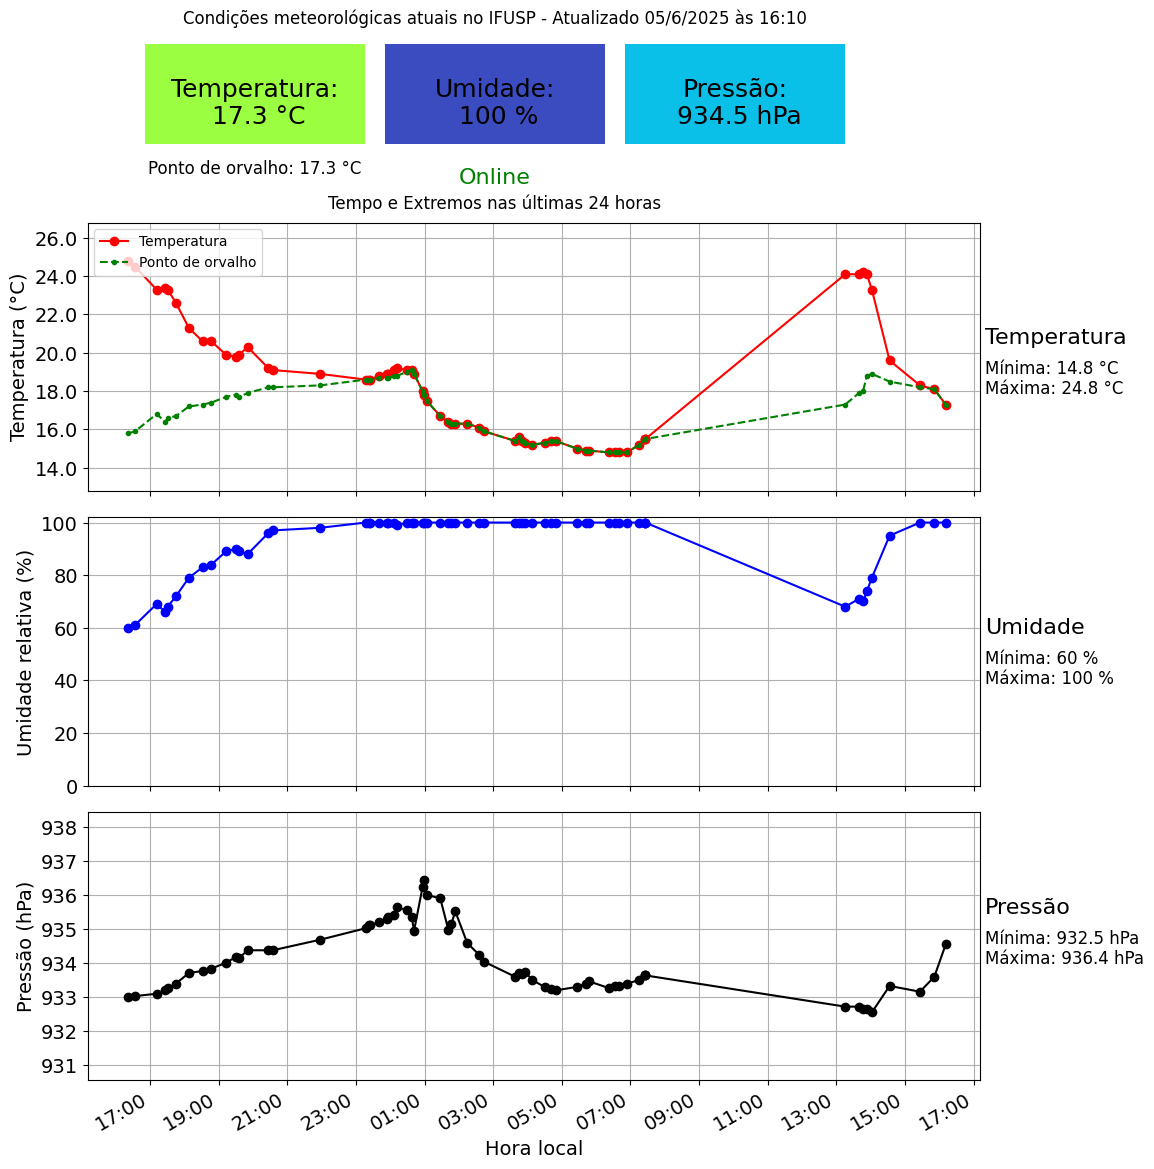 Condições meteorológicas atuais no IFUSP - Atualizado 05/6/2025 às 16:10
Temperatura:
17.3 °C
Umidade:
100 %
Pressão:
934.5 hPa
Ponto de orvalho: 17.3 °C
Online
Tempo e Extremos nas últimas 24 horas
Temperatura (°C)
26.0
24.0
22.0
20.0
18.0
16.0
14.0
Temperatura
Ponto de orvalho
Temperatura
Mínima: 14.8 °C
Máxima: 24.8 °C
Umidade relativa (%)
100
80
60
40
20
0
Umidade
Mínima: 60 %
Máxima: 100 %
Pressão (hPa)
938
937
936
935
934
933
932
931
Pressão
Mínima: 932.5 hPa
Máxima: 936.4 hPa
17:00
19:00
21:00
23:00
01:00
03:00
05:00
07:00
09:00
11:00
13:00
15:00
17:00
Hora local